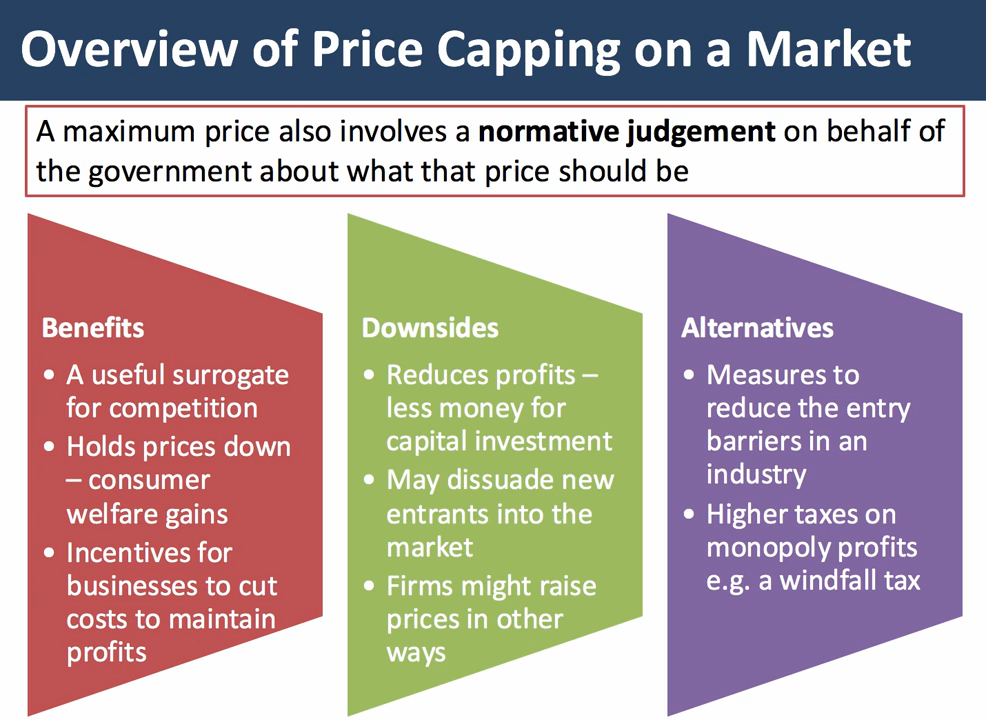 Overview of Price Capping on a Market
A maximum price also involves a normative judgement on behalf of
the government about what that price should be
Benefits
• A useful surrogate
for competition
• Holds prices down
– consumer
welfare gains
• Incentives for
businesses to cut
costs to maintain
profits
Downsides
• Reduces profits –
less money for
capital investment
• May dissuade new
entrants into the
market
• Firms might raise
prices in other
ways
Alternatives
• Measures to
reduce the entry
barriers in an
industry
• Higher taxes on
monopoly profits
e.g. a windfall tax